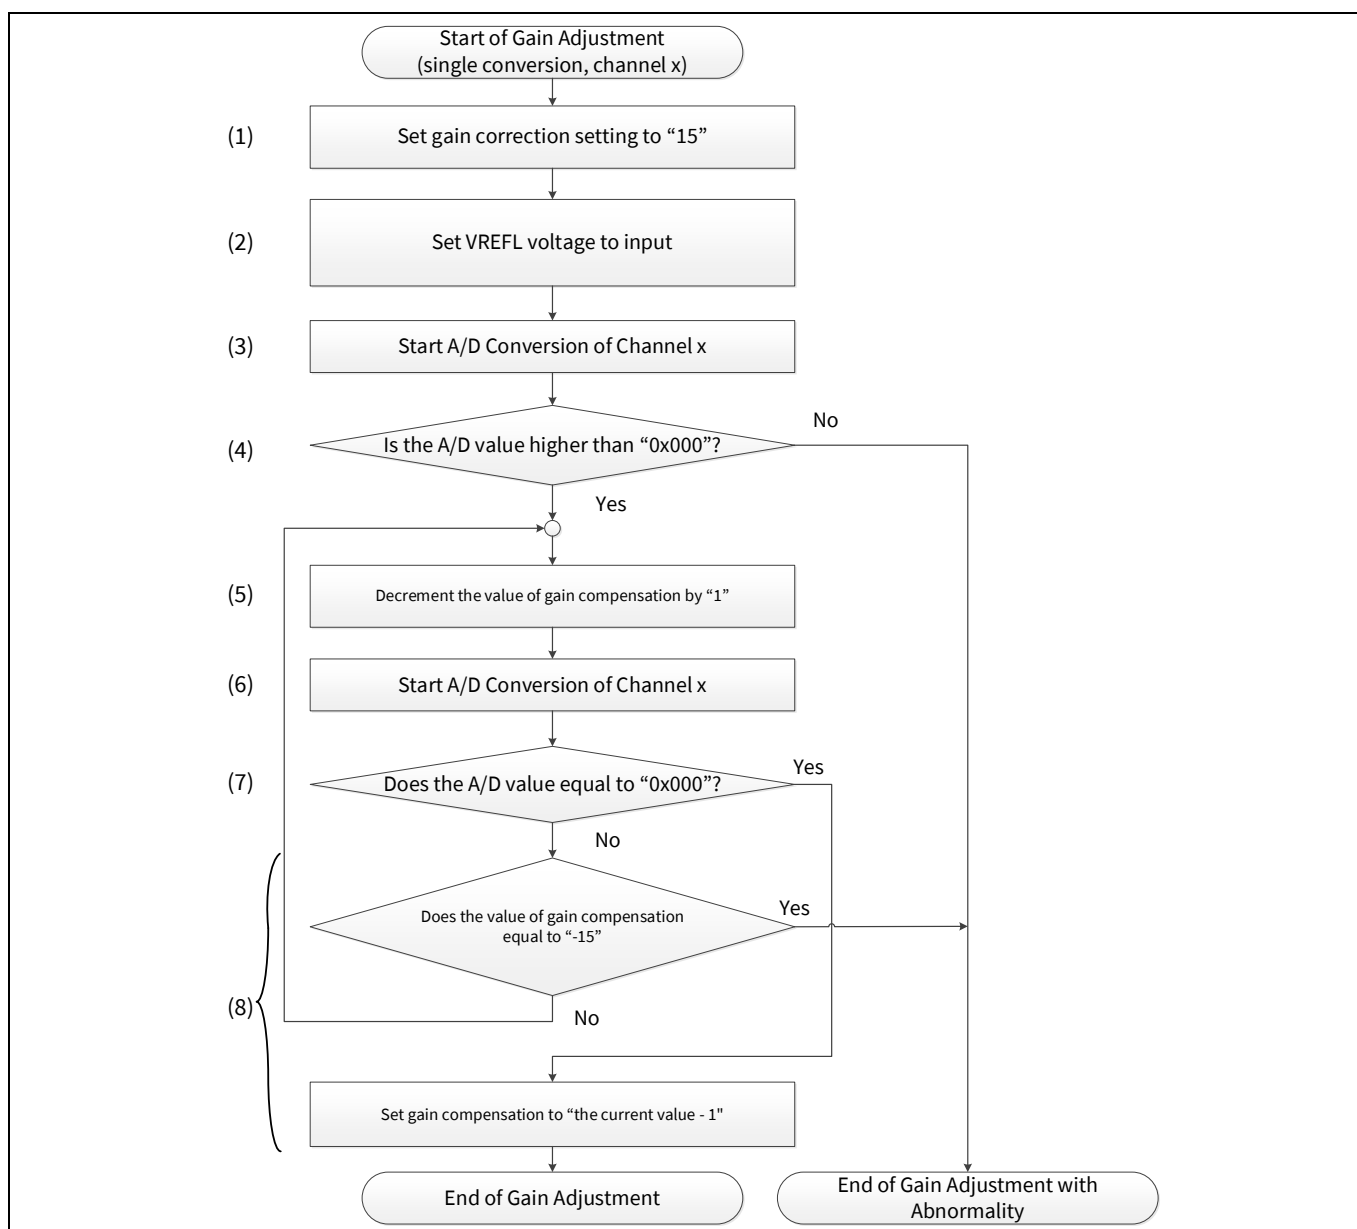 Start of Gain Adjustment
(single conversion, channel x)
(1)
Set gain correction setting to “15”
(2)
Set VREFL voltage to input
(3)
Start A/D Conversion of Channel x
No
(4)
Is the A/D value higher than “0x000”?
Yes
(5)
Decrement the value of gain compensation by “1”
(6)
Start A/D Conversion of Channel x
Yes
(7)
Does the A/D value equal to “0x000”?
No
Yes
Does the value of gain compensation
equal to “-15”
(8)
No
Set gain compensation to “the current value - 1"
End of Gain Adjustment
End of Gain Adjustment with
Abnormality